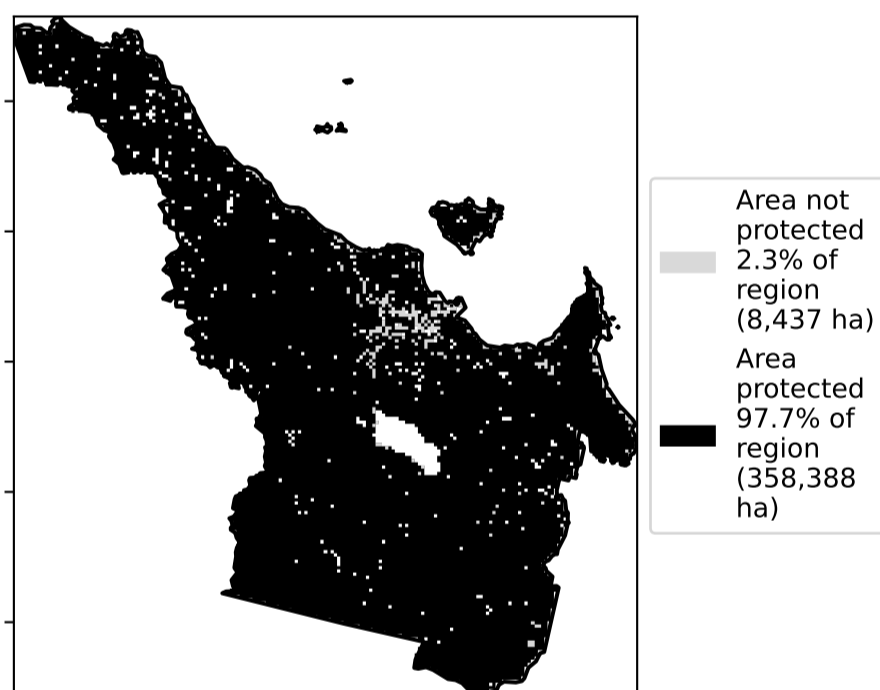 Area not
protected
2.3% of
region
(8,437 ha)
Area
protected
97.7% of
region
(358,388
ha)